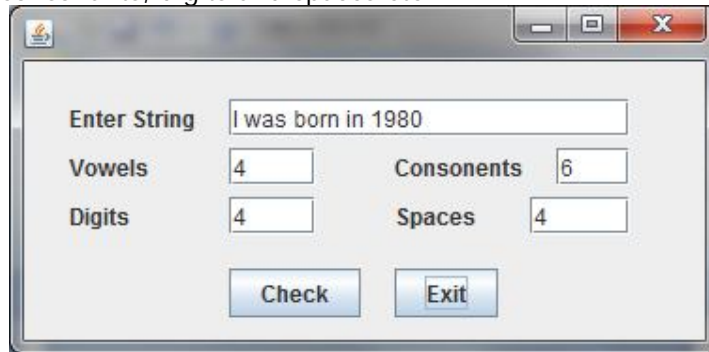 Enter String I was born in 1980
Vowels 4 Consonents 6
Digits 4 Spaces 4
Check Exit